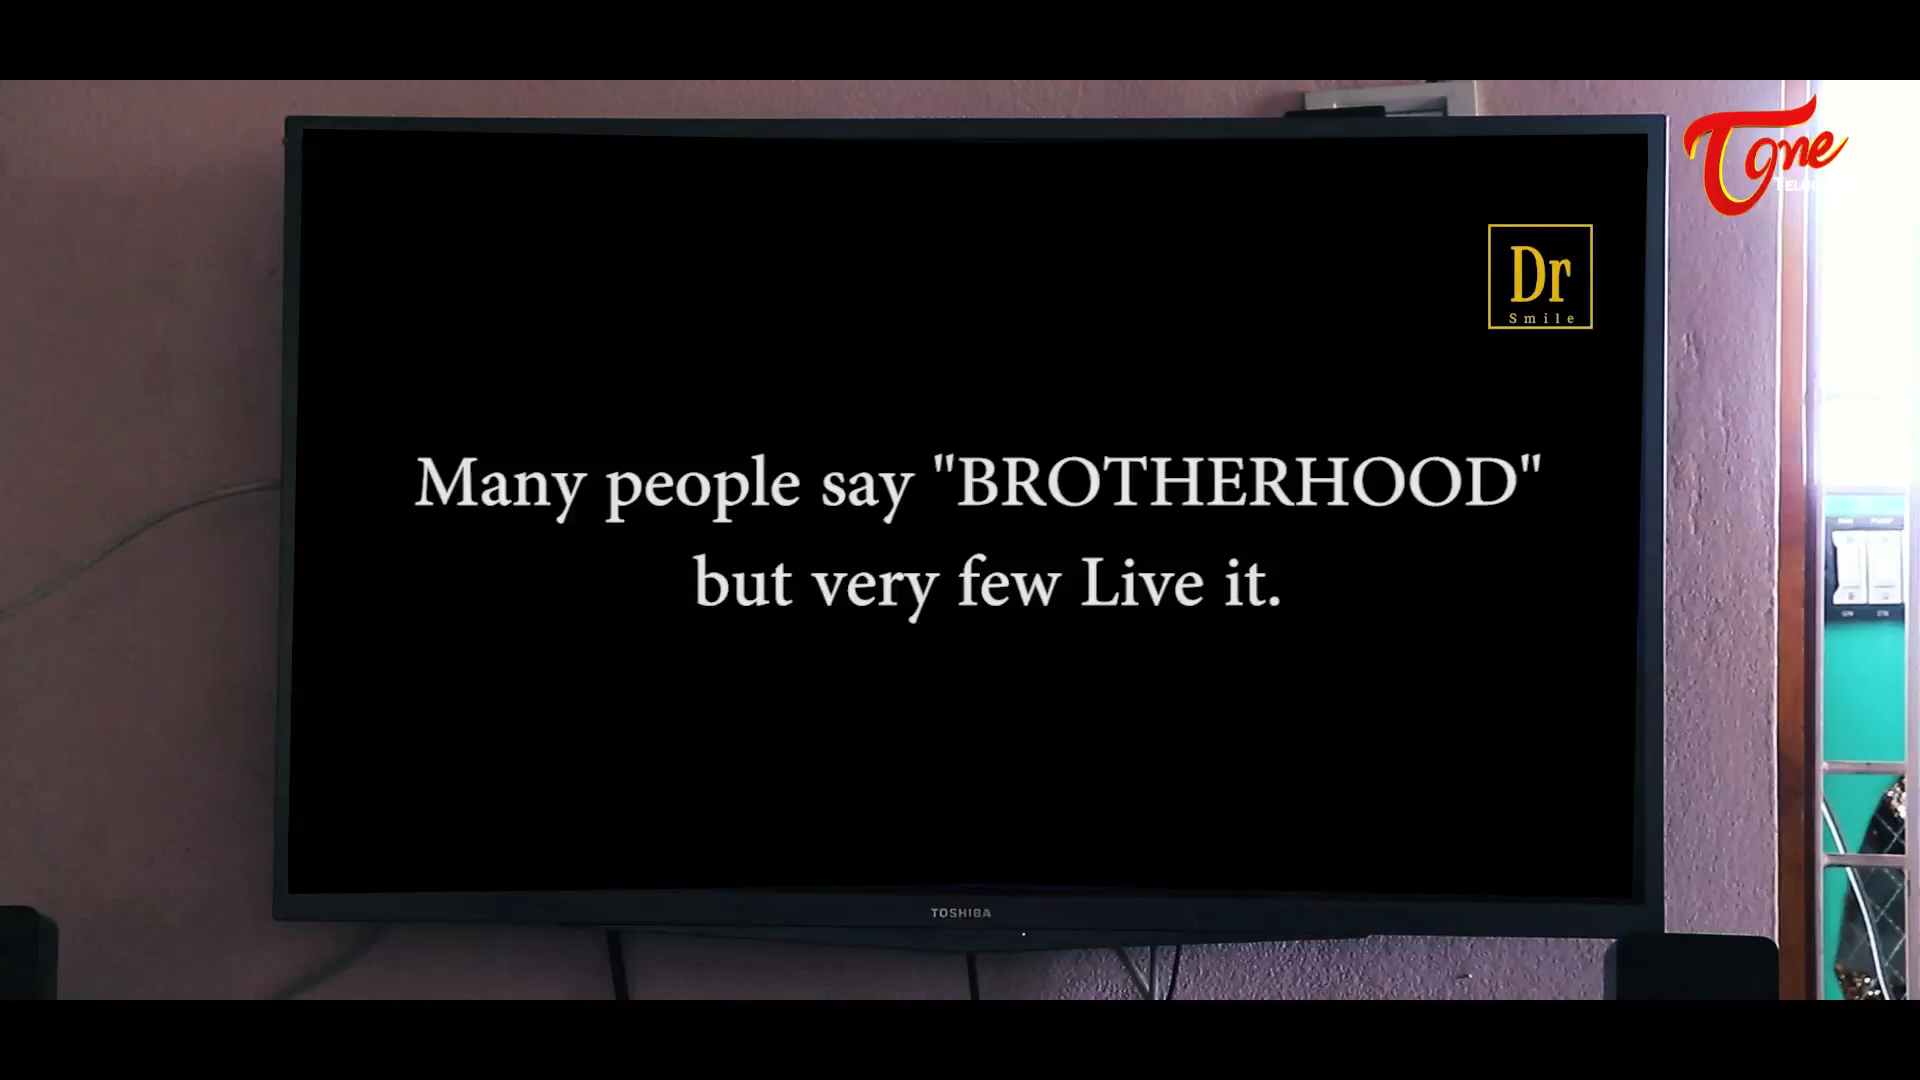 Tone
Dr
Smile
Many people say "BROTHERHOOD"
but very few Live it.
TOSHIBA